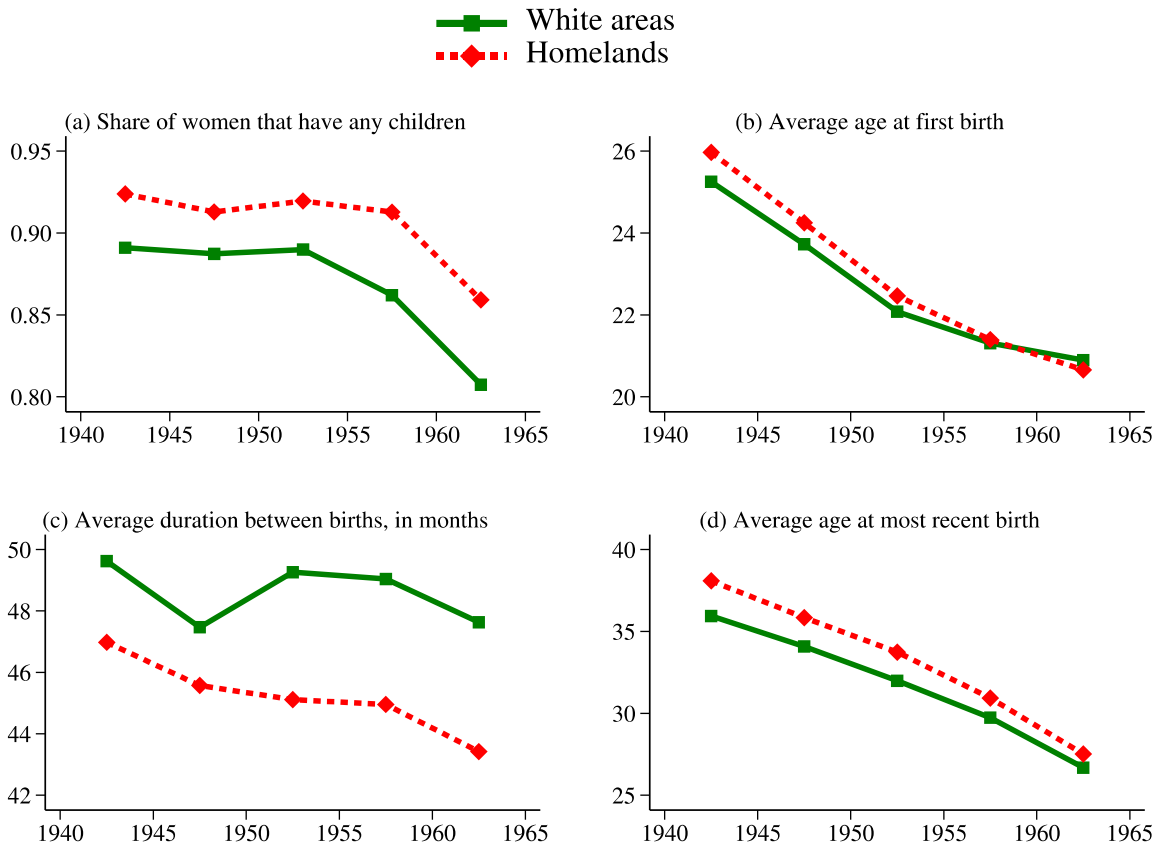 White areas
Homelands
(a) Share of women that have any children
0.95
0.90
0.85
0.80
1940 1945 1950 1955 1960 1965
(b) Average age at first birth
26
24
22
20
1940 1945 1950 1955 1960 1965
(c) Average duration between births, in months
50
48
46
44
42
1940 1945 1950 1955 1960 1965
(d) Average age at most recent birth
40
35
30
25
1940 1945 1950 1955 1960 1965